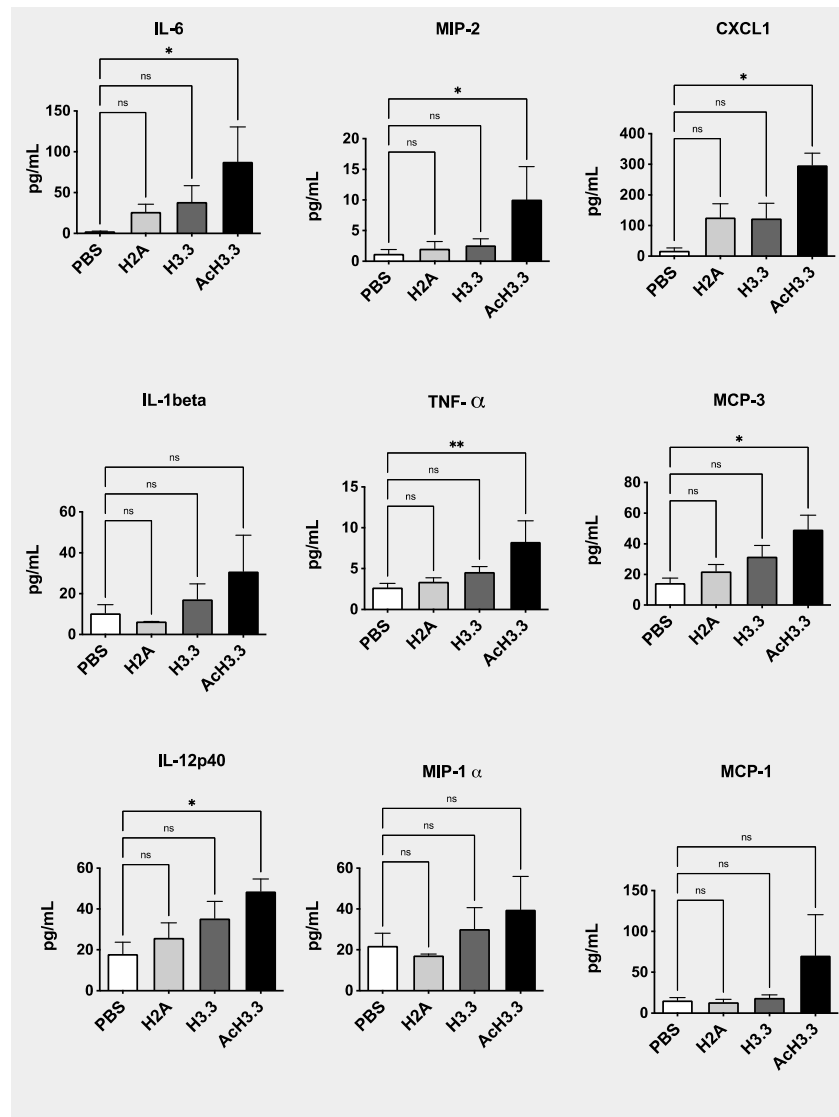 IL-6
*
ns
ns
pg/mL
150
100
50
0
PBS
H2A
H3.3
AcH3.3
MIP-2
*
ns
ns
pg/mL
20
15
10
5
0
PBS
H2A
H3.3
AcH3.3
CXCL1
*
ns
ns
pg/mL
400
300
200
100
0
PBS
H2A
H3.3
AcH3.3
IL-1beta
ns
ns
ns
pg/mL
60
40
20
0
PBS
H2A
H3.3
AcH3.3
TNF- α
**
ns
ns
pg/mL
15
10
5
0
PBS
H2A
H3.3
AcH3.3
MCP-3
*
ns
ns
pg/mL
80
60
40
20
0
PBS
H2A
H3.3
AcH3.3
IL-12p40
*
ns
ns
pg/mL
60
40
20
0
PBS
H2A
H3.3
AcH3.3
MIP-1 α
ns
ns
ns
pg/mL
60
40
20
0
PBS
H2A
H3.3
AcH3.3
MCP-1
ns
ns
ns
pg/mL
150
100
50
0
PBS
H2A
H3.3
AcH3.3